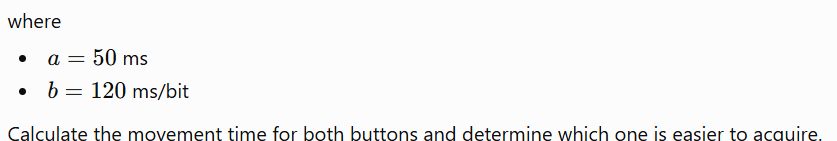 where
• a = 50 ms
• b = 120 ms/bit
Calculate the movement time for both buttons and determine which one is easier to acquire.